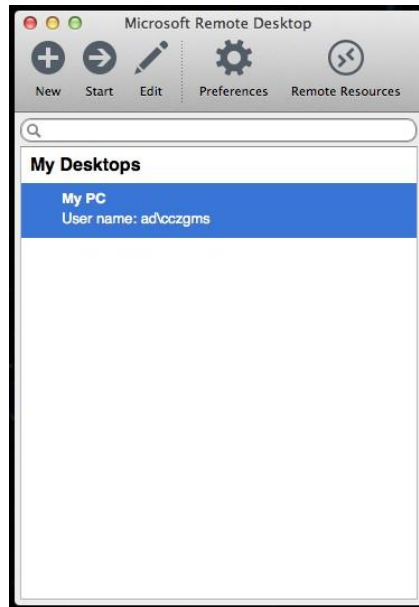 Microsoft Remote Desktop
New Start Edit Preferences Remote Resources
My Desktops
My PC
User name: ad\cczgms